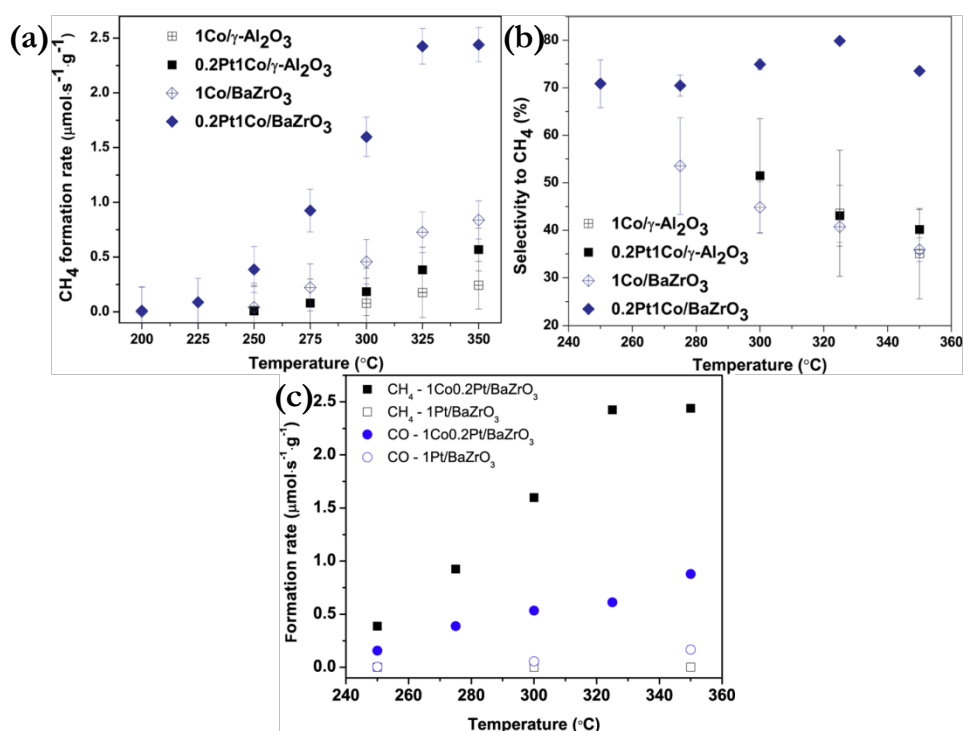 (a)
CH4 formation rate (μmol·s-1·g-1)
2.5
2.0
1.5
1.0
0.5
0.0
1Co/γ-Al2O3
0.2Pt1Co/γ-Al2O3
1Co/BaZrO3
0.2Pt1Co/BaZrO3
200 225 250 275 300 325 350
Temperature (°C)
(b)
Selectivity to CH4 (%)
80
70
60
50
40
30
20
1Co/γ-Al2O3
0.2Pt1Co/γ-Al2O3
1Co/BaZrO3
0.2Pt1Co/BaZrO3
240 260 280 300 320 340 360
Temperature (°C)
(c)
Formation rate (μmol·s-1·g-1)
2.5
2.0
1.5
1.0
0.5
0.0
CH4 - 1Co0.2Pt/BaZrO3
CH4 - 1Pt/BaZrO3
CO - 1Co0.2Pt/BaZrO3
CO - 1Pt/BaZrO3
240 260 280 300 320 340 360
Temperature (°C)